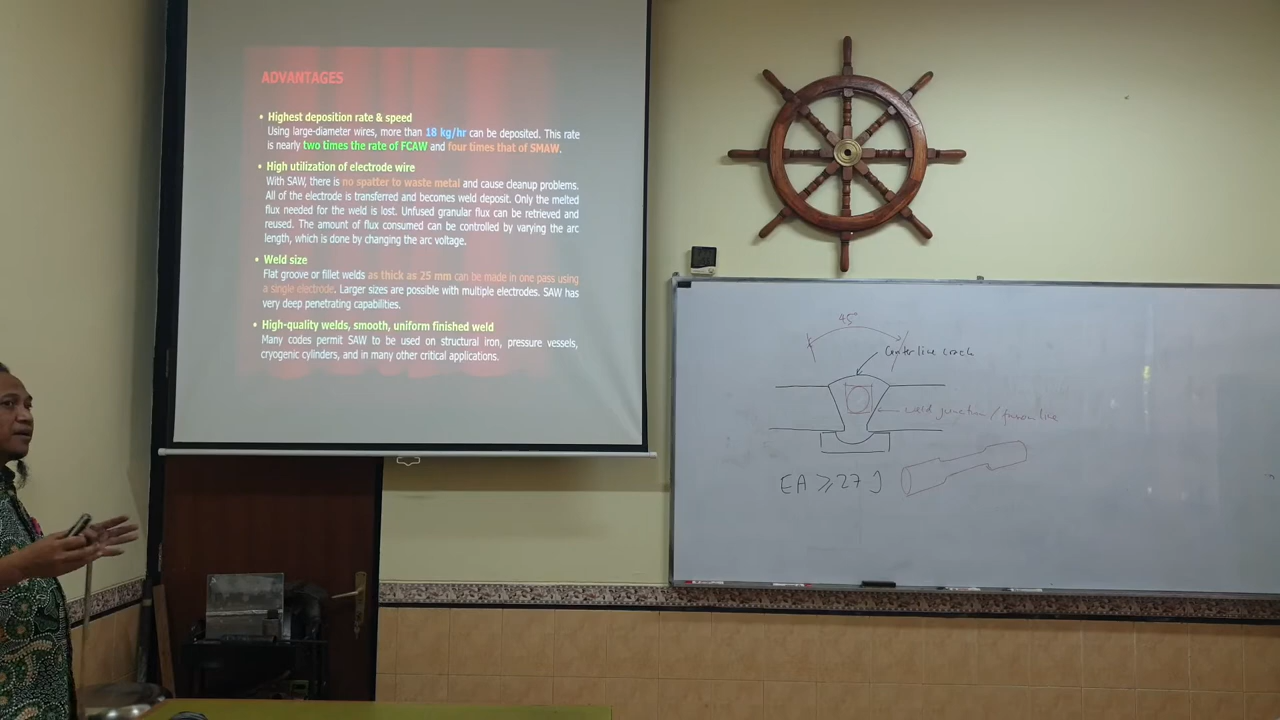 ADVANTAGES
• Highest deposition rate & speed
Using large-diameter wires, more than 18 kg/hr can be deposited. This rate
is nearly two times the rate of FCAW and four times that of SMAW.
• High utilization of electrode wire
With SAW, there is no spatter to waste metal and cause cleanup problems.
All of the electrode is transferred and becomes weld deposit. Only the melted
flux needed for the weld is lost. Unfused granular flux can be retrieved and
reused. The amount of flux consumed can be controlled by varying the arc
length, which is done by changing the arc voltage.
• Weld size
Flat groove or fillet welds as thick as 25 mm can be made in one pass using
a single electrode. Larger sizes are possible with multiple electrodes. SAW has
very deep penetrating capabilities.
• High-quality welds, smooth, uniform finished weld
Many codes permit SAW to be used on structural iron, pressure vessels,
cryogenic cylinders, and in many other critical applications.
45°
Centerline crack
weld junction / fusion line
EA ≥ 27 J